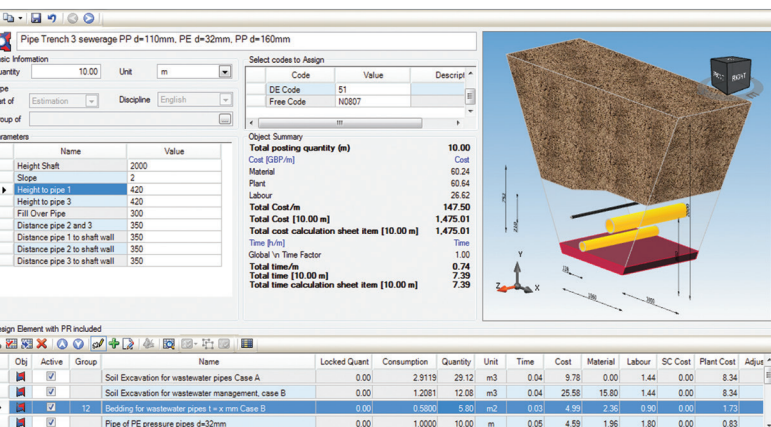 Pipe Trench 3 sewerage PP d=110mm, PE d=32mm, PP d=160mm
Information
10.00 Unit m
Estimation Discipline English
Select codes to Assign
Code Value Descript
DE Code 51
Free Code N0807
Name Value
Height Shaft 2000
Slope 2
Height to pipe 1 420
Height to pipe 3 420
Fill Over Pipe 300
Distance pipe 2 and 3 350
Distance pipe 1 to shaft wall 350
Distance pipe 2 to shaft wall 350
Distance pipe 3 to shaft wall 350
Object Summary
Total posting quantity (m) 10.00
Cost [GBP/m] Cost
Material 60.24
Plant 60.64
Labour 26.62
Total Cost/m 147.50
Total Cost [10.00 m] 1,475.01
Total cost calculation sheet item [10.00 m] 1,475.01
Time [h/m] Time
Global \n Time Factor 1.00
Total time/m 0.74
Total time [10.00 m] 7.39
Total time calculation sheet item [10.00 m] 7.39
RIGHT
Y
Z X
sign Element with PR included
Obj Active Group Name Locked Quant Consumption Quantity Unit Time Cost Material Labour SC Cost Plant Cost Adjus
Soil Excavation for wastewater pipes Case A 0.00 2.9119 29.12 m3 0.04 9.78 0.00 1.44 0.00 8.34
Soil Excavation for wastewater management, case B 0.00 1.2081 12.08 m3 0.04 25.58 15.80 1.44 0.00 8.34
12 Bedding for wastewater pipes t = x mm Case B 0.00 0.5800 5.80 m2 0.03 4.99 2.36 0.90 0.00 1.73
Pipe of PE pressure pipes d=32mm 0.00 1.0000 10.00 m 0.05 4.59 1.96 1.80 0.00 0.83